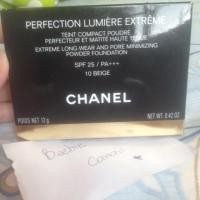 PERFECTION LUMIÈRE EXTRÊME
TEINT COMPACT POUDRE
PERFECTEUR ET MATITÉ HAUTE TENUE
EXTREME LONG-WEAR AND PORE MINIMIZING
POWDER FOUNDATION
SPF 25 / PA+++
10 BEIGE
CHANEL
POIDS NET 12 g
NET WT. 0.42 OZ